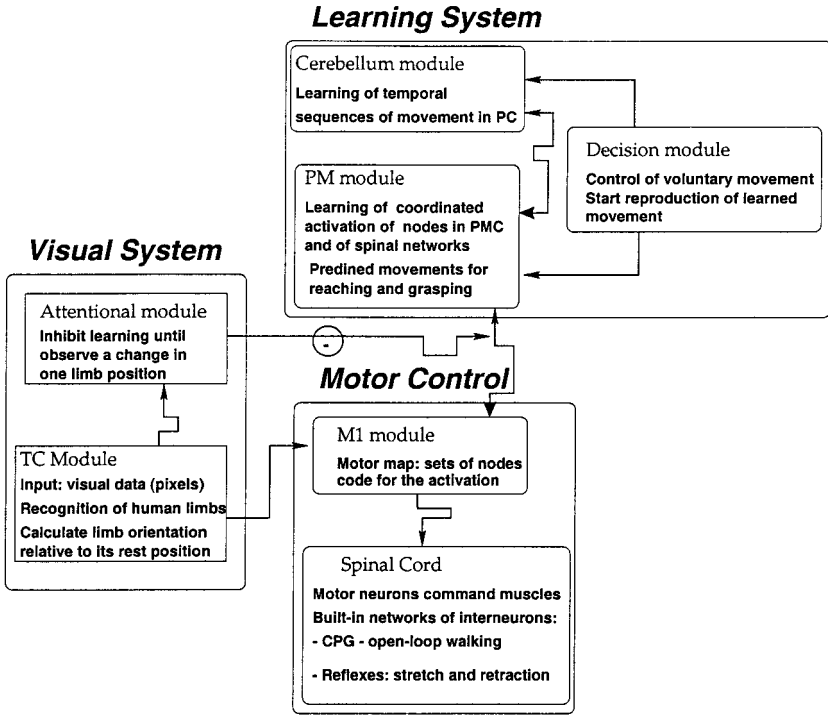 Learning System
Cerebellum module
Learning of temporal
sequences of movement in PC
Decision module
Control of voluntary movement
Start reproduction of learned
movement
PM module
Learning of coordinated
activation of nodes in PMC
and of spinal networks
Predined movements for
reaching and grasping
Visual System
Attentional module
Inhibit learning until
observe a change in
one limb position
-
TC Module
Input: visual data (pixels)
Recognition of human limbs
Calculate limb orientation
relative to its rest position
Motor Control
M1 module
Motor map: sets of nodes
code for the activation
Spinal Cord
Motor neurons command muscles
Built-in networks of interneurons:
- CPG - open-loop walking
- Reflexes: stretch and retraction